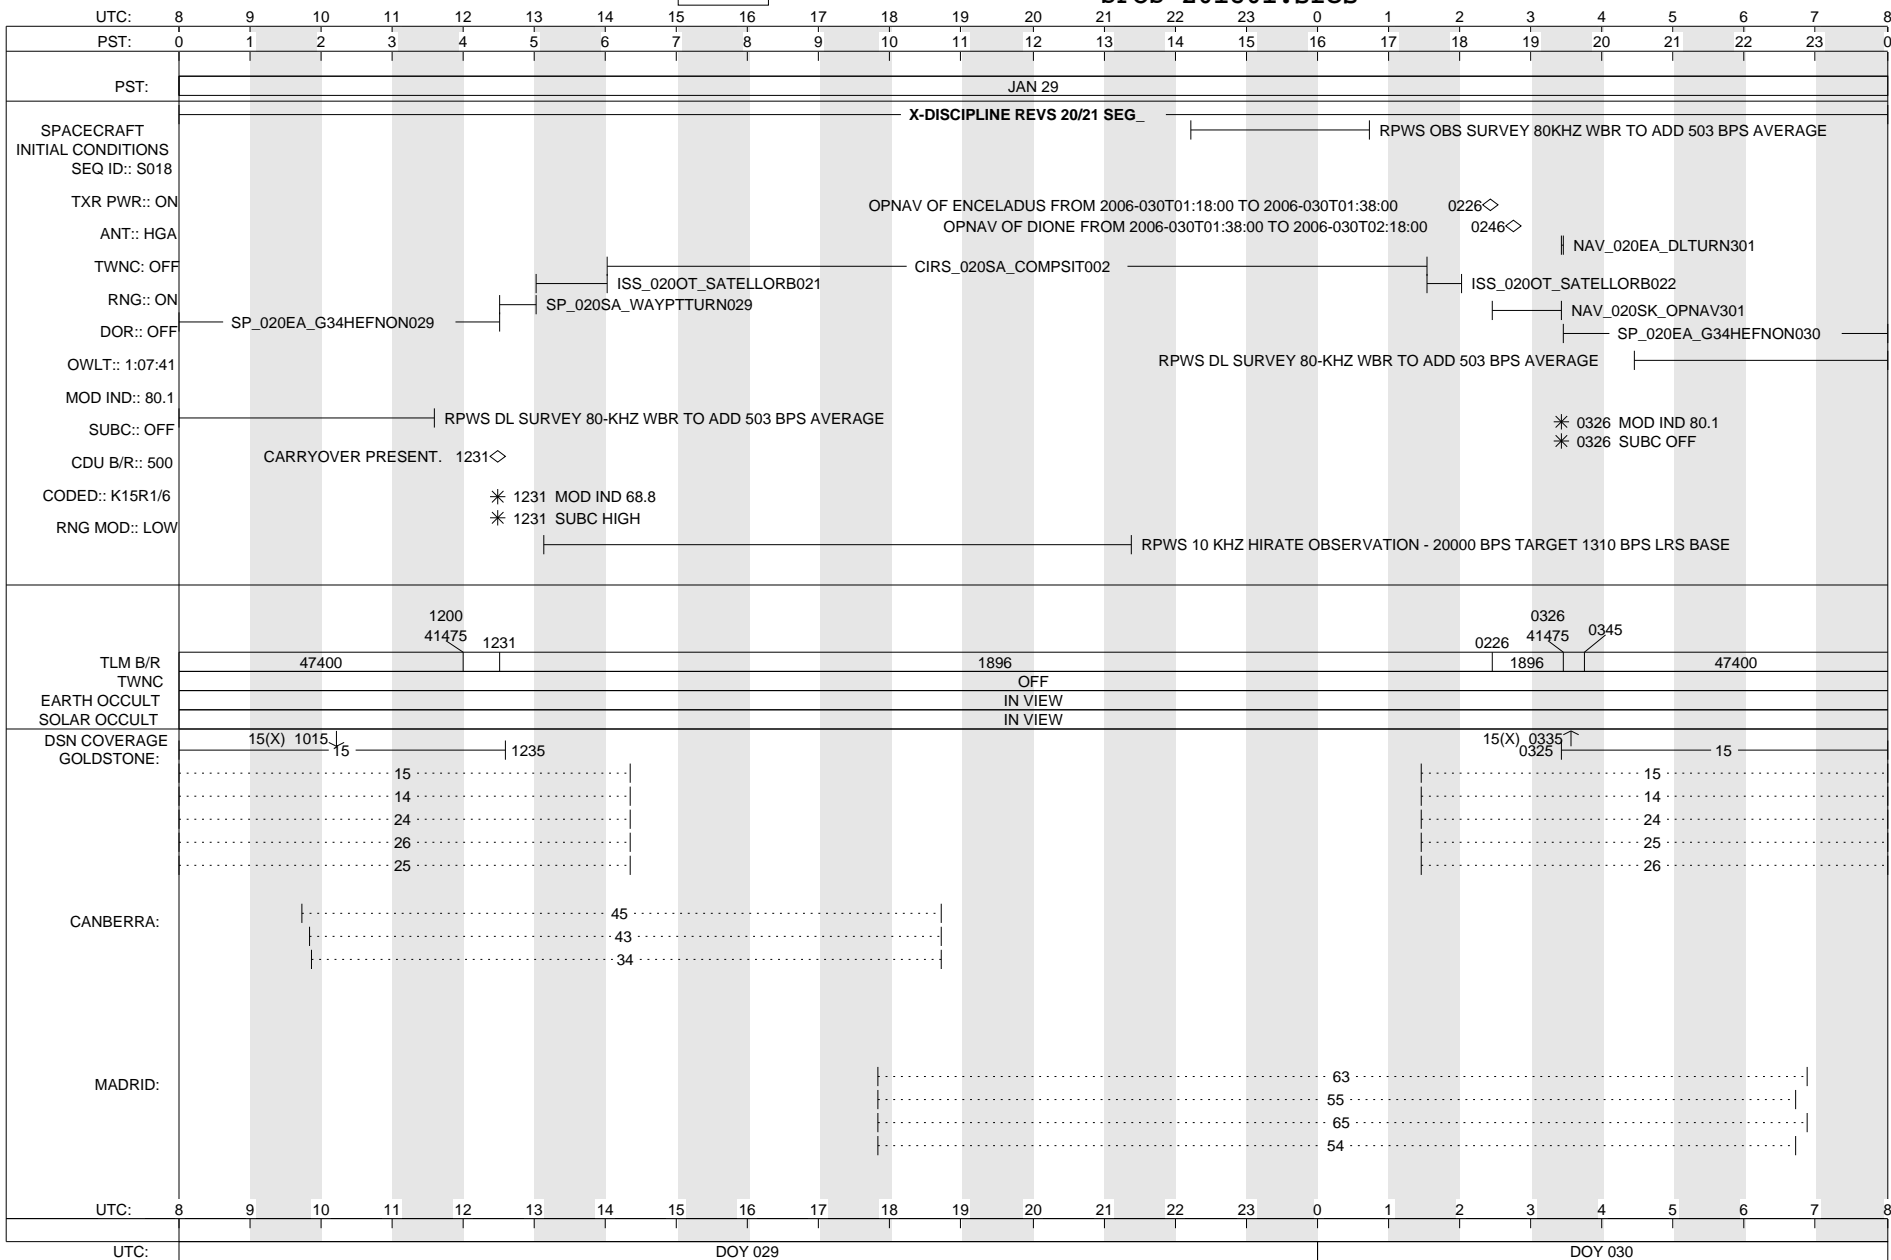 UTC: 8 9 10 11 12 13 14 15 16 17 18 19 20 21 22 23 0 1 2 3 4 5 6 7 8
PST: 0 1 2 3 4 5 6 7 8 9 10 11 12 13 14 15 16 17 18 19 20 21 22 23 0
PST: JAN 29
X-DISCIPLINE REVS 20/21 SEG_
SPACECRAFT
INITIAL CONDITIONS
SEQ ID:: S018
TXR PWR:: ON
ANT:: HGA
TWNC: OFF
RNG:: ON
DOR:: OFF
OWLT:: 1:07:41
MOD IND:: 80.1
SUBC:: OFF
CDU B/R:: 500
CODED:: K15R1/6
RNG MOD:: LOW
RPWS OBS SURVEY 80KHZ WBR TO ADD 503 BPS AVERAGE
OPNAV OF ENCELADUS FROM 2006-030T01:18:00 TO 2006-030T01:38:00 0226
OPNAV OF DIONE FROM 2006-030T01:38:00 TO 2006-030T02:18:00 0246
NAV_020EA_DLTURN301
CIRS_020SA_COMPSIT002
ISS_020OT_SATELLORB021
ISS_020OT_SATELLORB022
SP_020SA_WAYPTTURN029
NAV_020SK_OPNAV301
SP_020EA_G34HEFNON029
SP_020EA_G34HEFNON030
RPWS DL SURVEY 80-KHZ WBR TO ADD 503 BPS AVERAGE
RPWS DL SURVEY 80-KHZ WBR TO ADD 503 BPS AVERAGE
0326 MOD IND 80.1
0326 SUBC OFF
CARRYOVER PRESENT. 1231
1231 MOD IND 68.8
1231 SUBC HIGH
RPWS 10 KHZ HIRATE OBSERVATION - 20000 BPS TARGET 1310 BPS LRS BASE
1200 0326
41475 1231 0226 41475 0345
TLM B/R 47400 1896 1896 47400
TWNC OFF
EARTH OCCULT IN VIEW
SOLAR OCCULT IN VIEW
DSN COVERAGE 15(X) 1015 15(X) 0335
GOLDSTONE: 15 1235 0325 15
15 15
14 14
24 24
26 25
25 26
CANBERRA: 45
43
34
MADRID: 63
55
65
54
UTC: 8 9 10 11 12 13 14 15 16 17 18 19 20 21 22 23 0 1 2 3 4 5 6 7 8
UTC: DOY 029 DOY 030